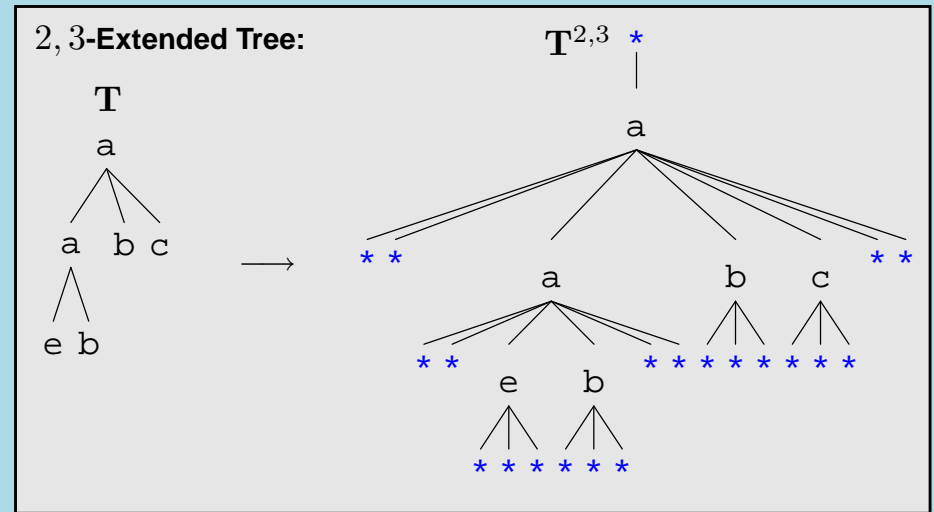 2, 3-Extended Tree:
T
a
a b c
e b
⟶
T^{2,3} *
a
* * a b c * *
* * e b * * * * * * * *
* * * * * *